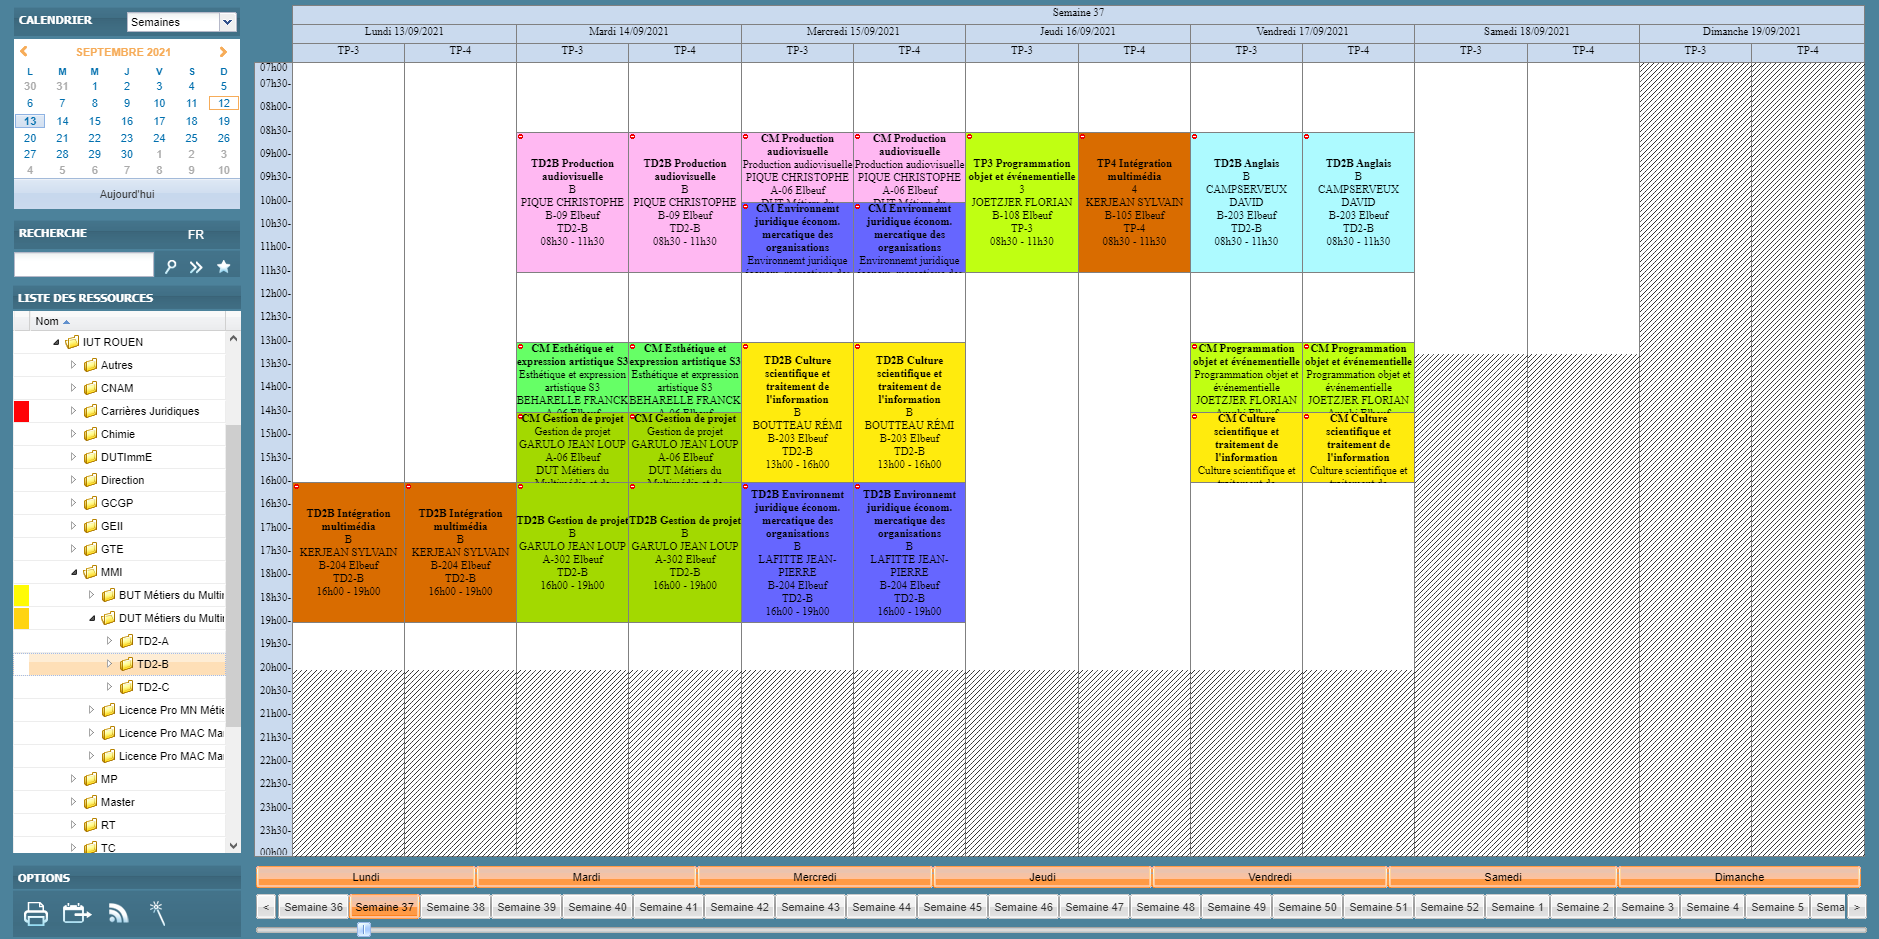 CALENDRIER
Semaines
SEPTEMBRE 2021
L M M J V S D
30 31 1 2 3 4 5
6 7 8 9 10 11 12
13 14 15 16 17 18 19
20 21 22 23 24 25 26
27 28 29 30 1 2 3
4 5 6 7 8 9 10
Aujourd'hui
RECHERCHE FR
LISTE DES RESSOURCES
Nom
IUT ROUEN
Autres
CNAM
Carrières Juridiques
Chimie
DUTImmE
Direction
GCGP
GEII
GTE
MMI
BUT Métiers du Multim
DUT Métiers du Multim
TD2-A
TD2-B
TD2-C
Licence Pro MN Métie
Licence Pro MAC Ma
Licence Pro MAC Ma
MP
Master
RT
TC
OPTIONS
Semaine 37
Lundi 13/09/2021 Mardi 14/09/2021 Mercredi 15/09/2021 Jeudi 16/09/2021 Vendredi 17/09/2021 Samedi 18/09/2021 Dimanche 19/09/2021
TP-3 TP-4 TP-3 TP-4 TP-3 TP-4 TP-3 TP-4 TP-3 TP-4 TP-3 TP-4 TP-3 TP-4
07h00
07h30-
08h00-
08h30-
09h00-
09h30-
10h00-
10h30-
11h00-
11h30-
12h00-
12h30-
13h00-
13h30-
14h00-
14h30-
15h00-
15h30-
16h00-
16h30-
17h00-
17h30-
18h00-
18h30-
19h00-
19h30-
20h00-
20h30-
21h00-
21h30-
22h00-
22h30-
23h00-
23h30-
00h00
TD2B Intégration
multimédia
B
KERJEAN SYLVAIN
B-204 Elbeuf
TD2-B
16h00 - 19h00
TD2B Intégration
multimédia
B
KERJEAN SYLVAIN
B-204 Elbeuf
TD2-B
16h00 - 19h00
TD2B Production
audiovisuelle
B
PIQUE CHRISTOPHE
B-09 Elbeuf
TD2-B
08h30 - 11h30
TD2B Production
audiovisuelle
B
PIQUE CHRISTOPHE
B-09 Elbeuf
TD2-B
08h30 - 11h30
CM Esthétique et
expression artistique S3
Esthétique et expression
artistique S3
BEHARELLE FRANCK
A-06 Elbeuf
CM Esthétique et
expression artistique S3
Esthétique et expression
artistique S3
BEHARELLE FRANCK
A-06 Elbeuf
CM Gestion de projet
Gestion de projet
GARULO JEAN LOUP
A-06 Elbeuf
DUT Métiers du
Multimédia et de
CM Gestion de projet
Gestion de projet
GARULO JEAN LOUP
A-06 Elbeuf
DUT Métiers du
Multimédia et de
TD2B Gestion de projet
B
GARULO JEAN LOUP
A-302 Elbeuf
TD2-B
16h00 - 19h00
TD2B Gestion de projet
B
GARULO JEAN LOUP
A-302 Elbeuf
TD2-B
16h00 - 19h00
CM Production
audiovisuelle
Production audiovisuelle
PIQUE CHRISTOPHE
A-06 Elbeuf
DUT Métiers du
CM Production
audiovisuelle
Production audiovisuelle
PIQUE CHRISTOPHE
A-06 Elbeuf
DUT Métiers du
CM Environnemt
juridique économ.
mercatique des
organisations
Environnemt juridique
économ. mercatique des
CM Environnemt
juridique économ.
mercatique des
organisations
Environnemt juridique
économ. mercatique des
TD2B Culture
scientifique et
traitement de
l'information
B
BOUTTEAU RÉMI
B-203 Elbeuf
TD2-B
13h00 - 16h00
TD2B Culture
scientifique et
traitement de
l'information
B
BOUTTEAU RÉMI
B-203 Elbeuf
TD2-B
13h00 - 16h00
TD2B Environnemt
juridique économ.
mercatique des
organisations
B
LAFITTE JEAN-
PIERRE
B-204 Elbeuf
TD2-B
16h00 - 19h00
TD2B Environnemt
juridique économ.
mercatique des
organisations
B
LAFITTE JEAN-
PIERRE
B-204 Elbeuf
TD2-B
16h00 - 19h00
TP3 Programmation
objet et événementielle
3
JOETZJER FLORIAN
B-108 Elbeuf
TP-3
08h30 - 11h30
TP4 Intégration
multimédia
4
KERJEAN SYLVAIN
B-105 Elbeuf
TP-4
08h30 - 11h30
TD2B Anglais
B
CAMPSERVEUX
DAVID
B-203 Elbeuf
TD2-B
08h30 - 11h30
TD2B Anglais
B
CAMPSERVEUX
DAVID
B-203 Elbeuf
TD2-B
08h30 - 11h30
CM Programmation
objet et événementielle
Programmation objet et
événementielle
JOETZJER FLORIAN
CM Programmation
objet et événementielle
Programmation objet et
événementielle
JOETZJER FLORIAN
CM Culture
scientifique et
traitement de
l'information
Culture scientifique et
traitement de
CM Culture
scientifique et
traitement de
l'information
Culture scientifique et
traitement de
Lundi Mardi Mercredi Jeudi Vendredi Samedi Dimanche
< Semaine 36 Semaine 37 Semaine 38 Semaine 39 Semaine 40 Semaine 41 Semaine 42 Semaine 43 Semaine 44 Semaine 45 Semaine 46 Semaine 47 Semaine 48 Semaine 49 Semaine 50 Semaine 51 Semaine 52 Semaine 1 Semaine 2 Semaine 3 Semaine 4 Semaine 5 Sema >